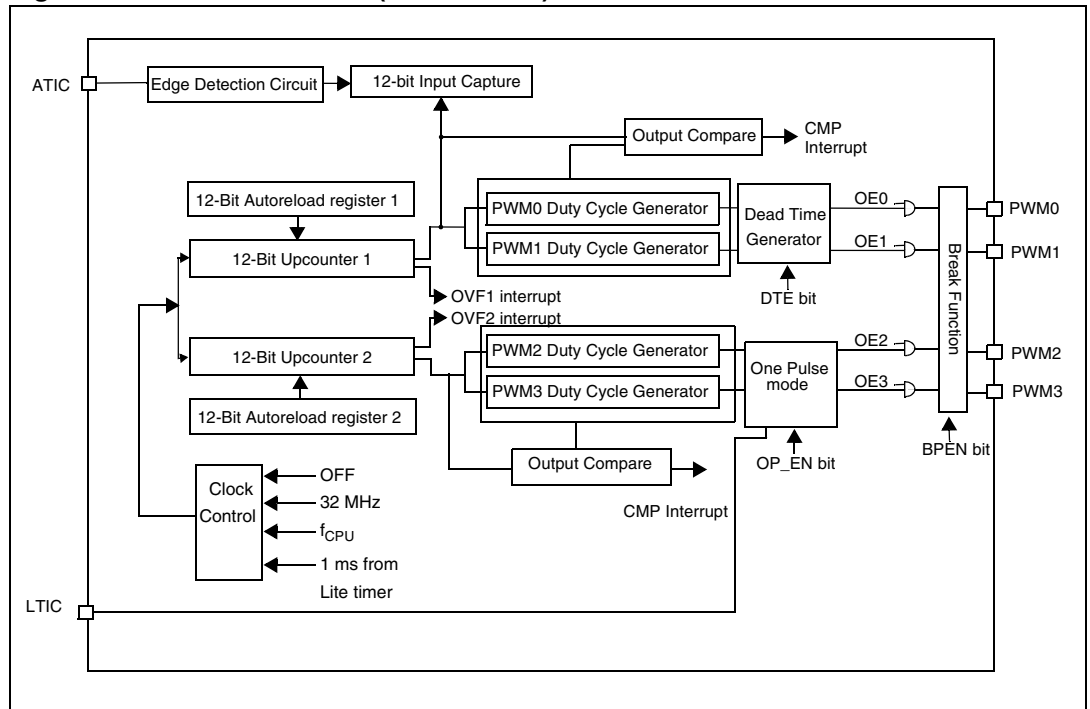 ATIC
Edge Detection Circuit
12-bit Input Capture
Output Compare
CMP
Interrupt
12-Bit Autoreload register 1
PWM0 Duty Cycle Generator
PWM1 Duty Cycle Generator
Dead Time
Generator
OE0
OE1
PWM0
PWM1
12-Bit Upcounter 1
OVF1 interrupt
DTE bit
Break Function
OVF2 interrupt
12-Bit Upcounter 2
PWM2 Duty Cycle Generator
PWM3 Duty Cycle Generator
One Pulse
mode
OE2
OE3
PWM2
PWM3
12-Bit Autoreload register 2
BPEN bit
OP_EN bit
Output Compare
CMP Interrupt
Clock
Control
OFF
32 MHz
fCPU
1 ms from
Lite timer
LTIC